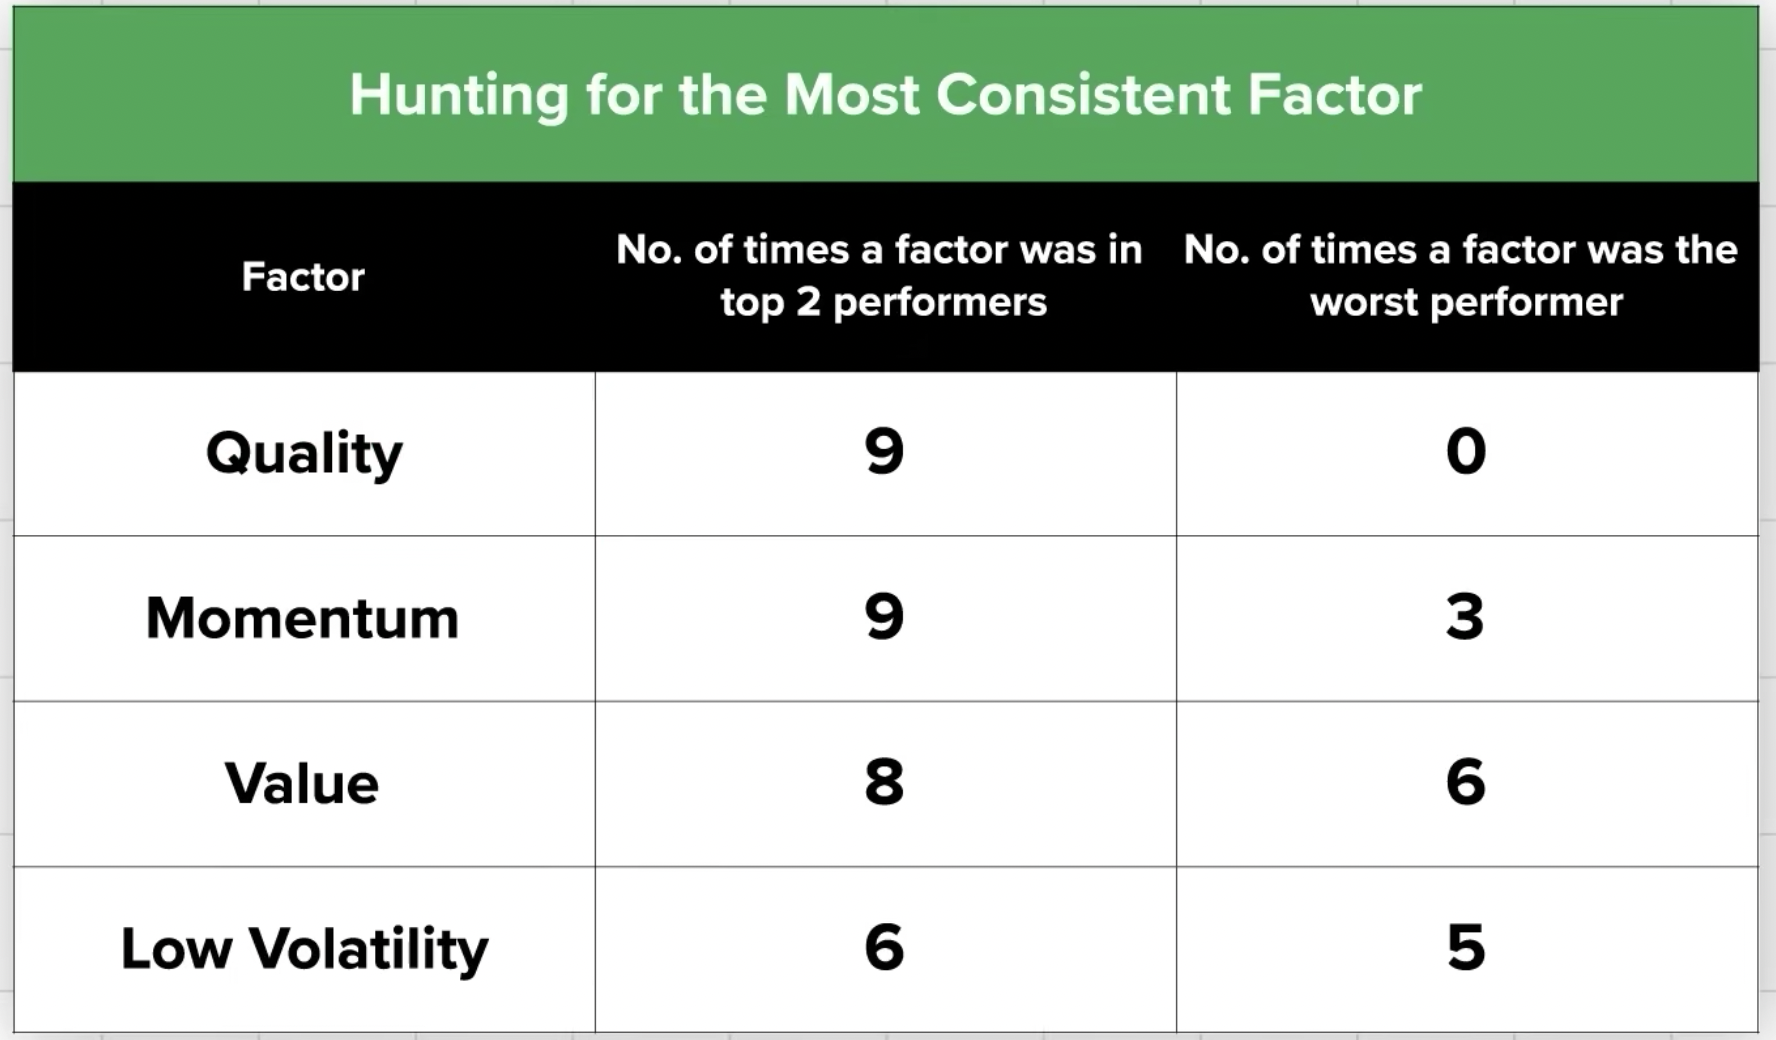 Hunting for the Most Consistent Factor
Factor
No. of times a factor was in
top 2 performers
No. of times a factor was the
worst performer
Quality
9
0
Momentum
9
3
Value
8
6
Low Volatility
6
5